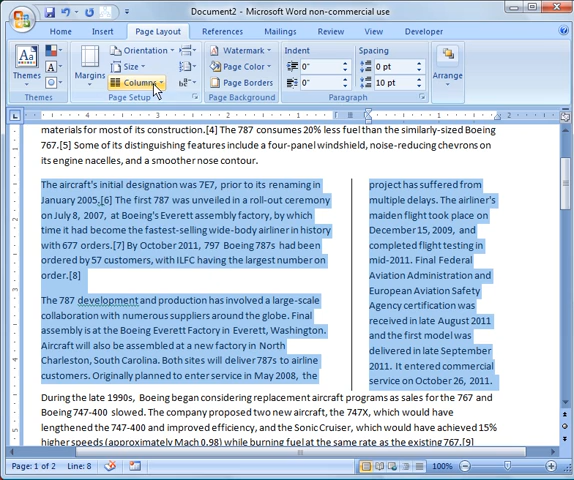 Document2 - Microsoft Word non-commercial use
Home Insert Page Layout References Mailings Review View Developer
Themes
Themes
Margins
Orientation
Size
Columns
Page Setup
Watermark
Page Color
Page Borders
Page Background
Indent
0"
0"
Spacing
0 pt
10 pt
Paragraph
Arrange
materials for most of its construction.[4] The 787 consumes 20% less fuel than the similarly-sized Boeing
767.[5] Some of its distinguishing features include a four-panel windshield, noise-reducing chevrons on
its engine nacelles, and a smoother nose contour.
The aircraft's initial designation was 7E7, prior to its renaming in
January 2005.[6] The first 787 was unveiled in a roll-out ceremony
on July 8, 2007, at Boeing's Everett assembly factory, by which
time it had become the fastest-selling wide-body airliner in history
with 677 orders.[7] By October 2011, 797 Boeing 787s had been
ordered by 57 customers, with ILFC having the largest number on
order.[8]
The 787 development and production has involved a large-scale
collaboration with numerous suppliers around the globe. Final
assembly is at the Boeing Everett Factory in Everett, Washington.
Aircraft will also be assembled at a new factory in North
Charleston, South Carolina. Both sites will deliver 787s to airline
customers. Originally planned to enter service in May 2008, the
project has suffered from
multiple delays. The airliner's
maiden flight took place on
December 15, 2009, and
completed flight testing in
mid-2011. Final Federal
Aviation Administration and
European Aviation Safety
Agency certification was
received in late August 2011
and the first model was
delivered in late September
2011. It entered commercial
service on October 26, 2011.
During the late 1990s, Boeing began considering replacement aircraft programs as sales for the 767 and
Boeing 747-400 slowed. The company proposed two new aircraft, the 747X, which would have
lengthened the 747-400 and improved efficiency, and the Sonic Cruiser, which would have achieved 15%
higher speeds (approximately Mach 0.98) while burning fuel at the same rate as the existing 767.[9]
Page: 1 of 2 Line: 8 100%